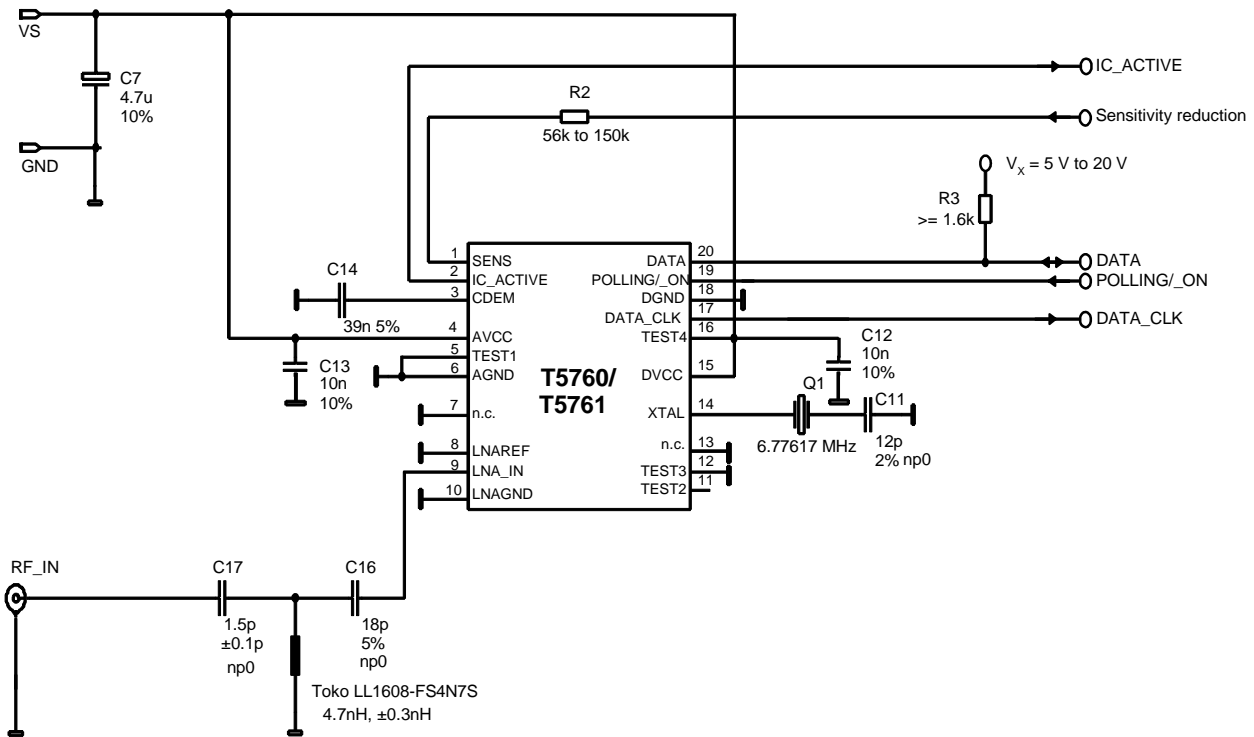 VS
C7
4.7u
10%
GND
IC_ACTIVE
R2
56k to 150k
Sensitivity reduction
VX = 5 V to 20 V
R3
>= 1.6k
1 SENS
2 IC_ACTIVE
3 CDEM
4 AVCC
5 TEST1
6 AGND
7 n.c.
8 LNAREF
9 LNA_IN
10 LNAGND
T5760/
T5761
DATA 20
POLLING/_ON 19
DGND 18
DATA_CLK 17
TEST4 16
DVCC 15
XTAL 14
n.c. 13
TEST3 12
TEST2 11
DATA
POLLING/_ON
DATA_CLK
C14
39n 5%
C13
10n
10%
C12
10n
10%
Q1
6.77617 MHz
C11
12p
2% np0
RF_IN
C17
1.5p
±0.1p
np0
C16
18p
5%
np0
Toko LL1608-FS4N7S
4.7nH, ±0.3nH